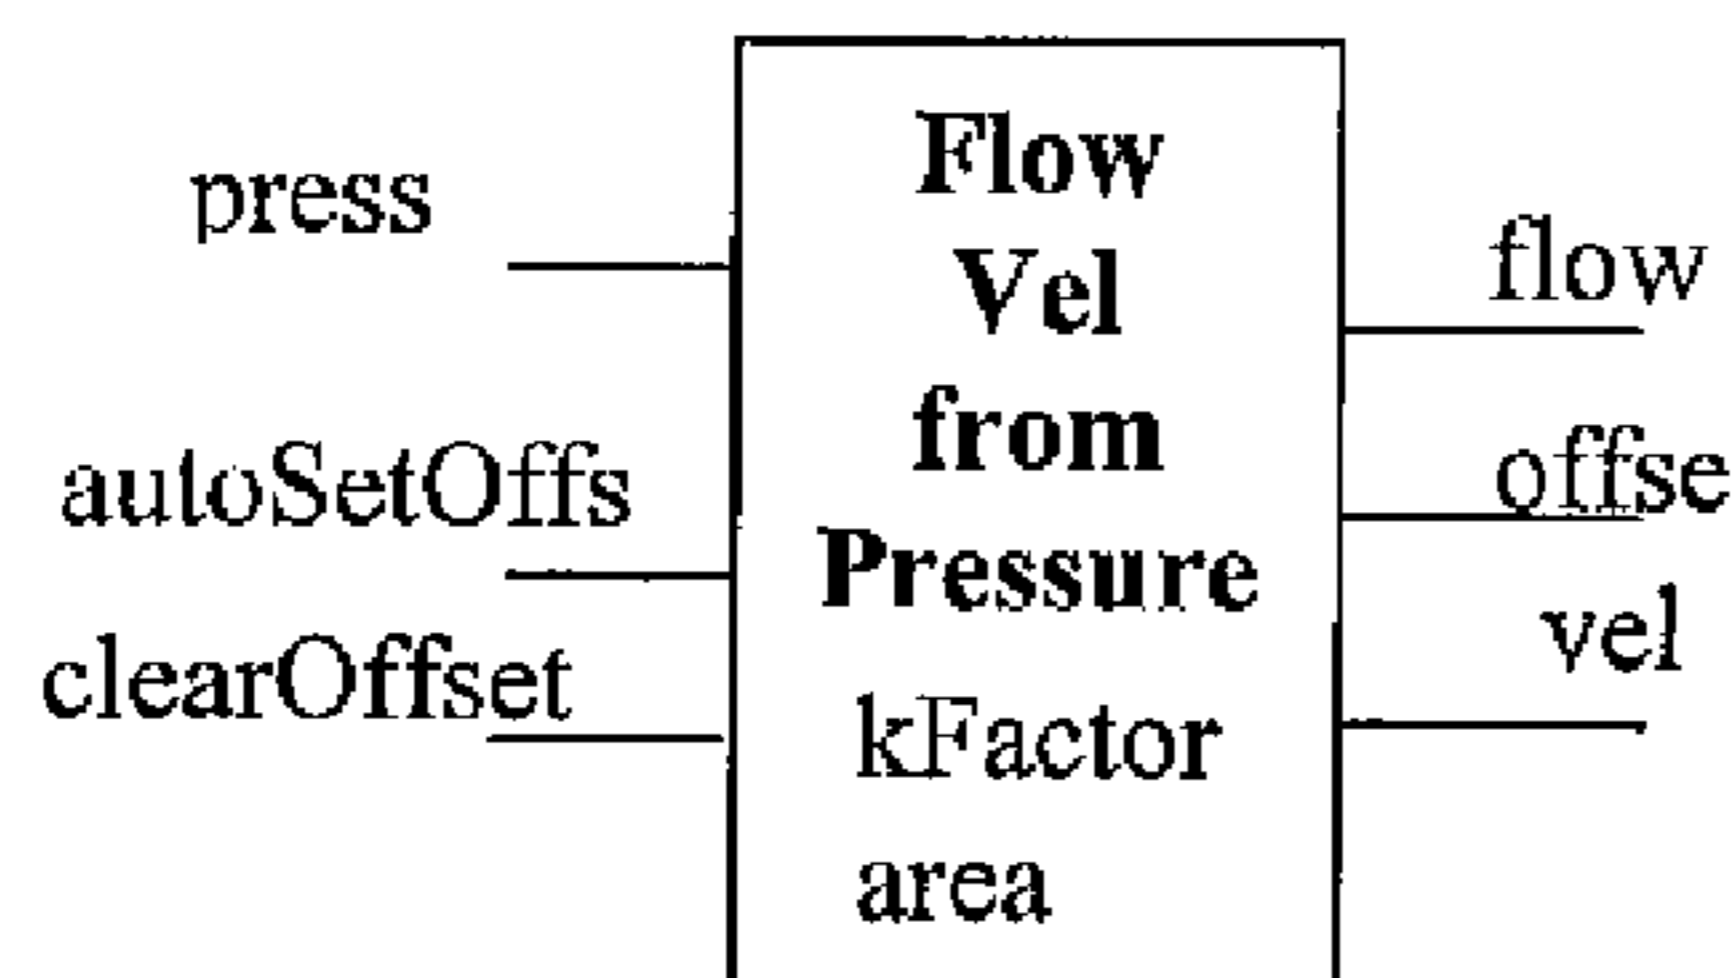 press
autoSetOffs
clearOffset
Flow
Vel
from
Pressure
kFactor
area
flow
offse
vel